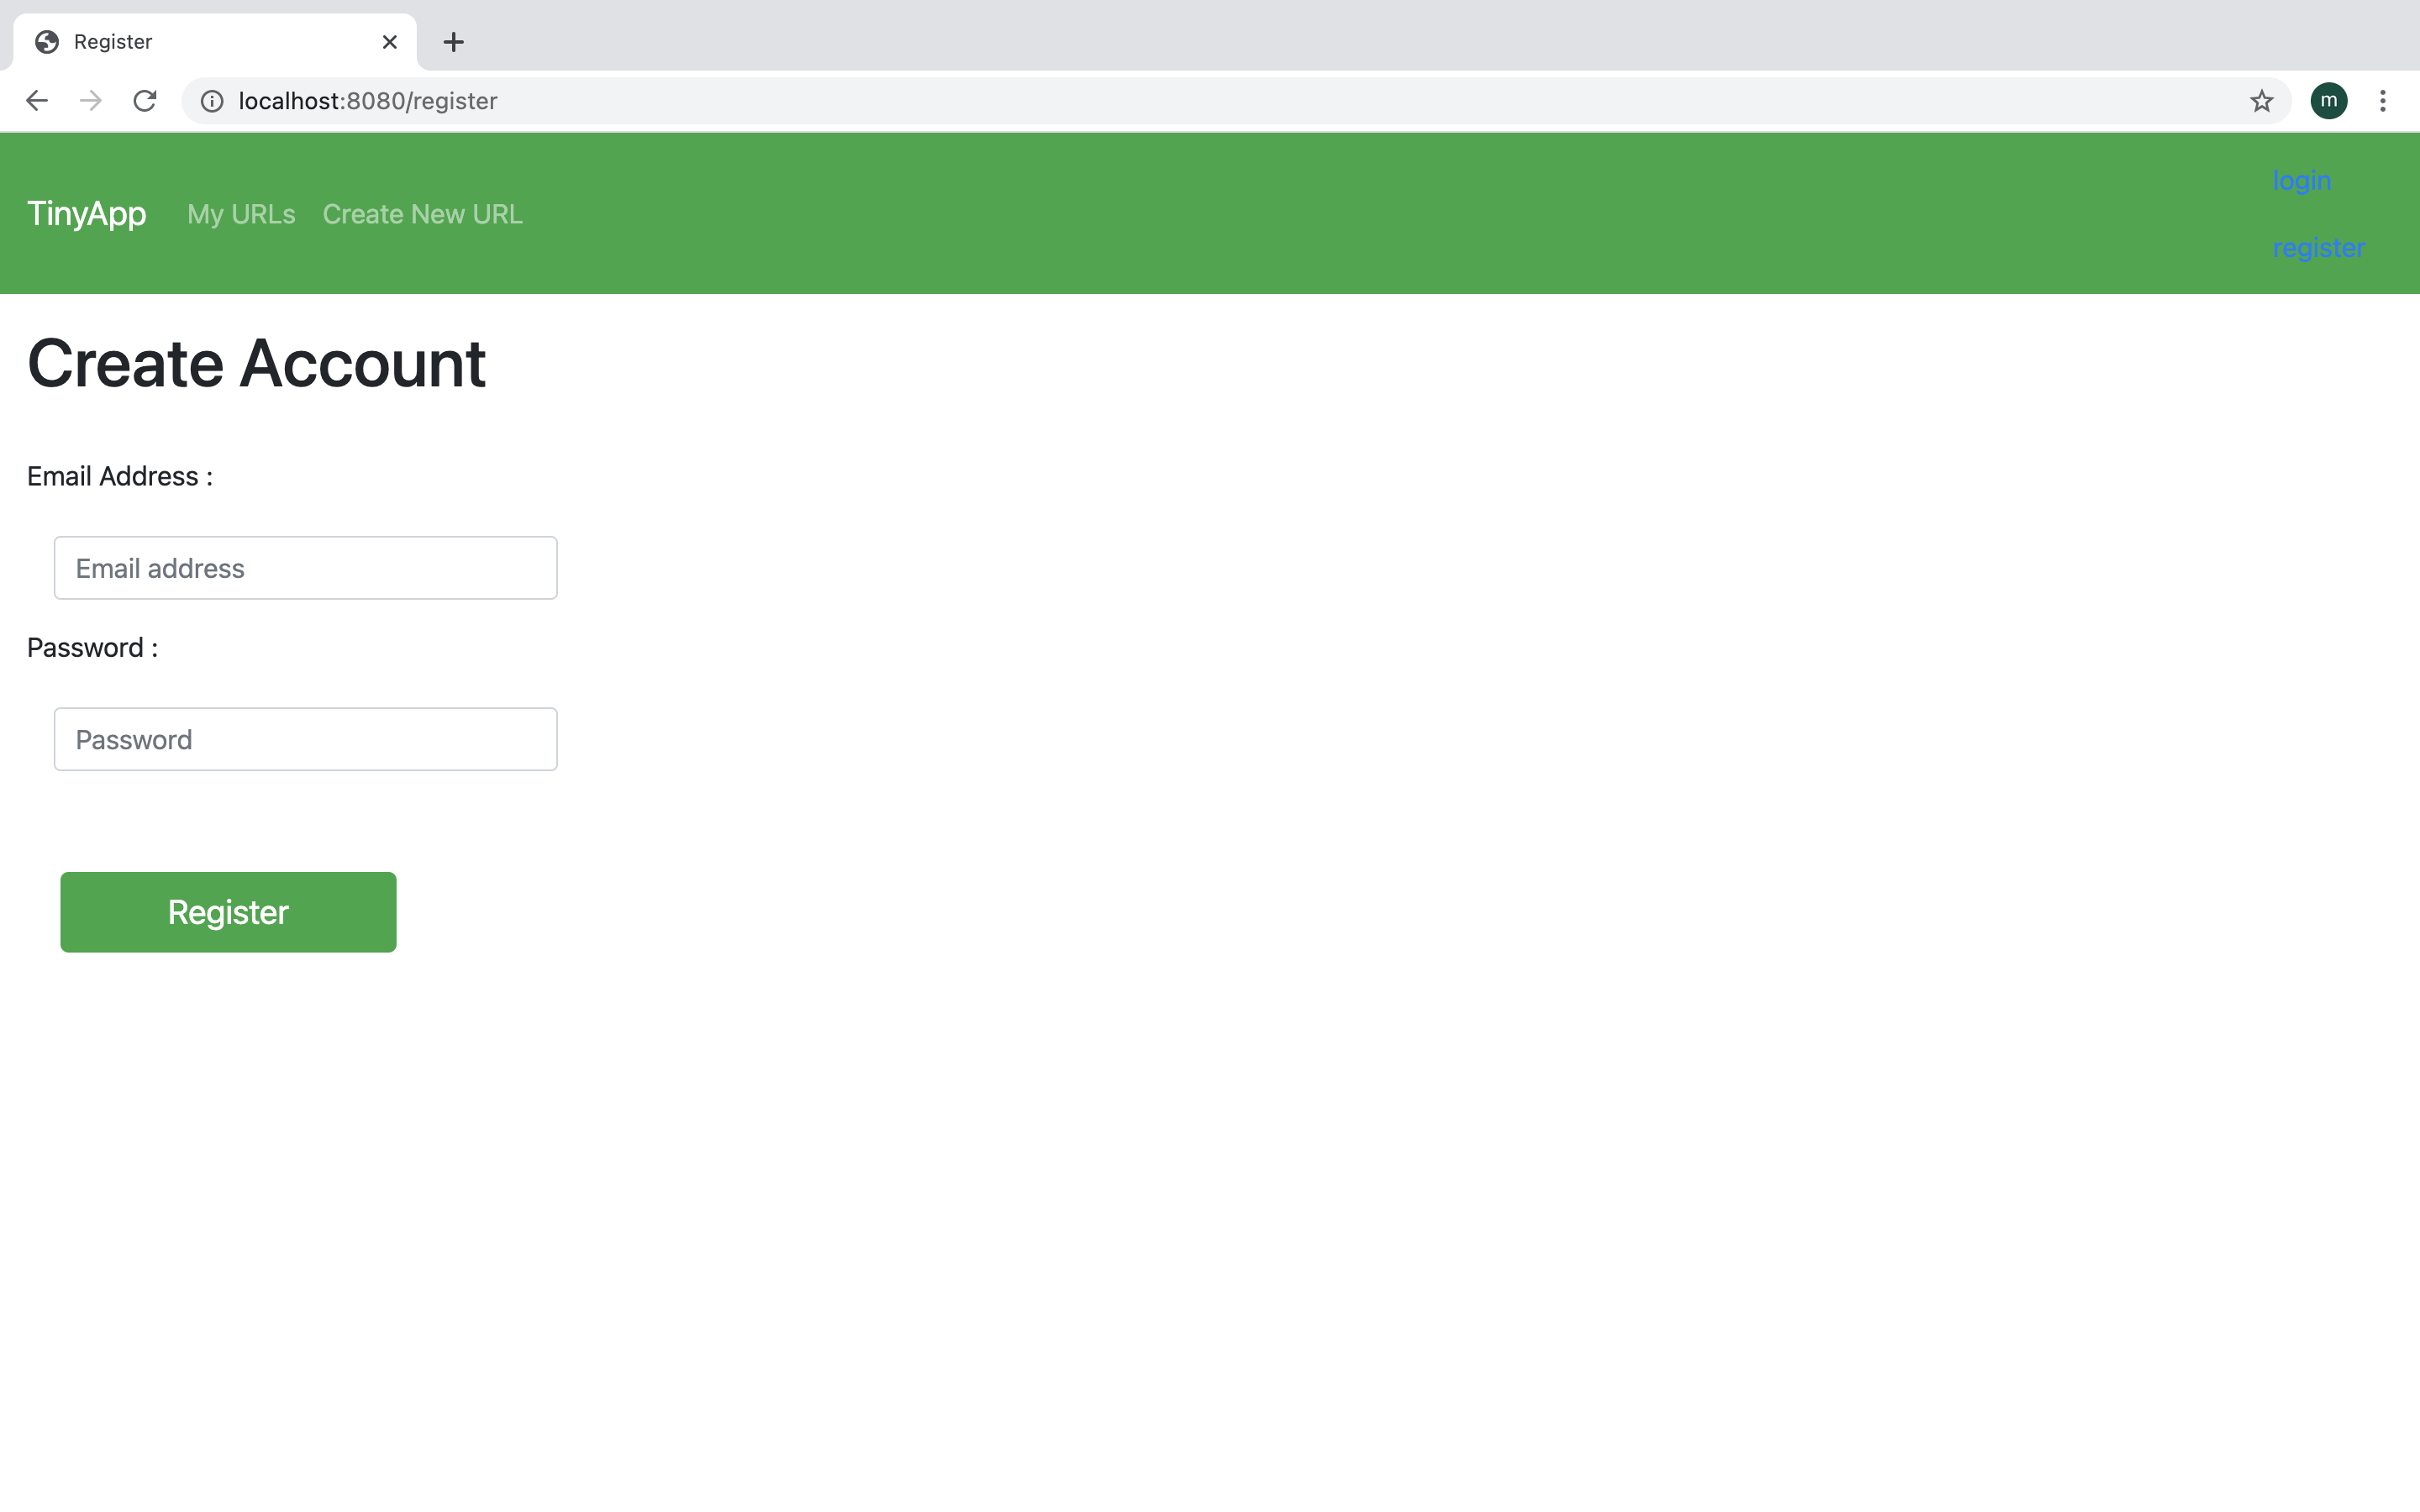 Register
localhost:8080/register
m
login
TinyApp My URLs Create New URL
register
Create Account
Email Address :
Email address
Password :
Password
Register